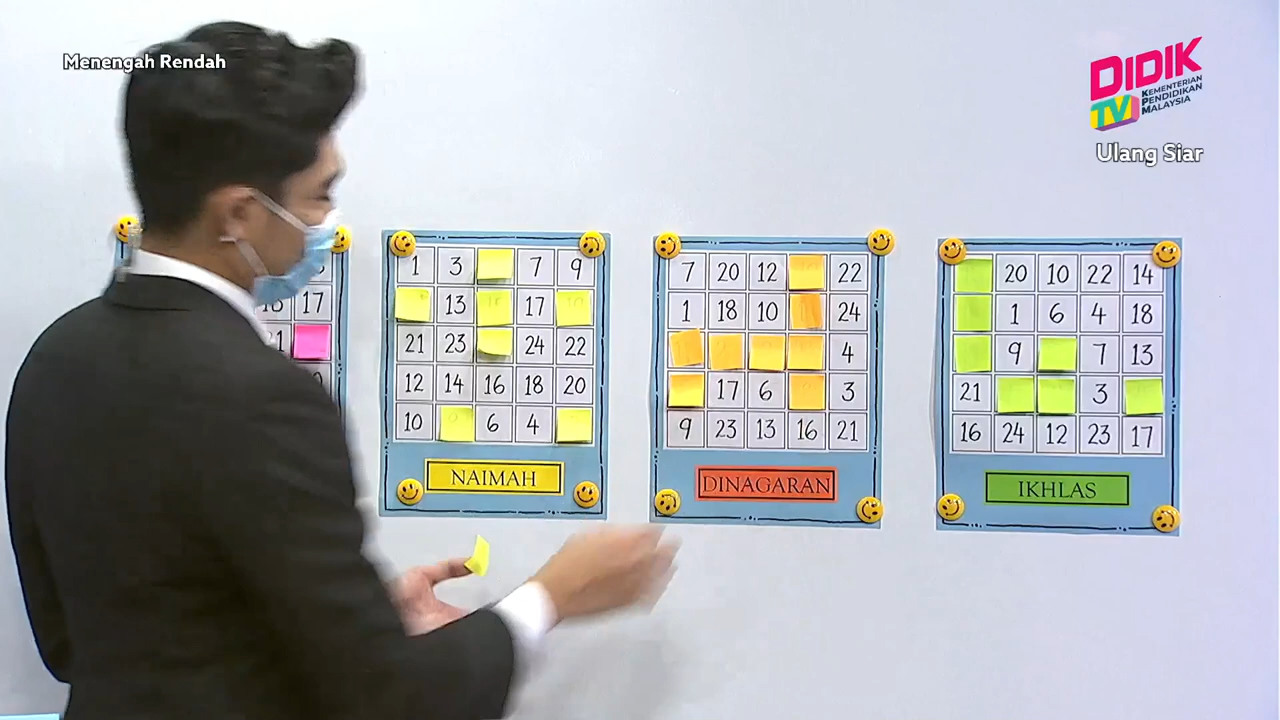 Menengah Rendah
DIDIK
TV
KEMENTERIAN
PENDIDIKAN
MALAYSIA
Ulang Siar
17
1 3 7 9
13 17
21 23 24 22
12 14 16 18 20
10 6 4
NAIMAH
7 20 12 22
1 18 10 24
4
17 6 3
9 23 13 16 21
DINAGARAN
20 10 22 14
1 6 4 18
9 7 13
21 3
16 24 12 23 17
IKHLAS